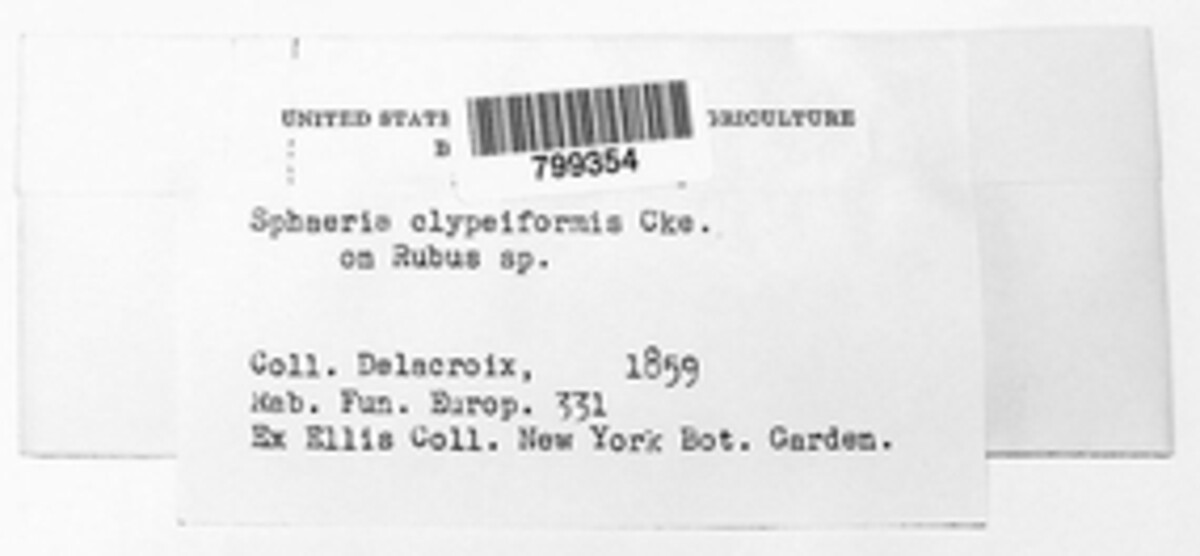 UNITED STATE GRICULTURE
B
799354
Sphaeria clypeiformis Cke.
on Rubus sp.
Coll. Delacroix, 1859
Rab. Fun. Europ. 331
Ex Ellis Coll. New York Bot. Garden.